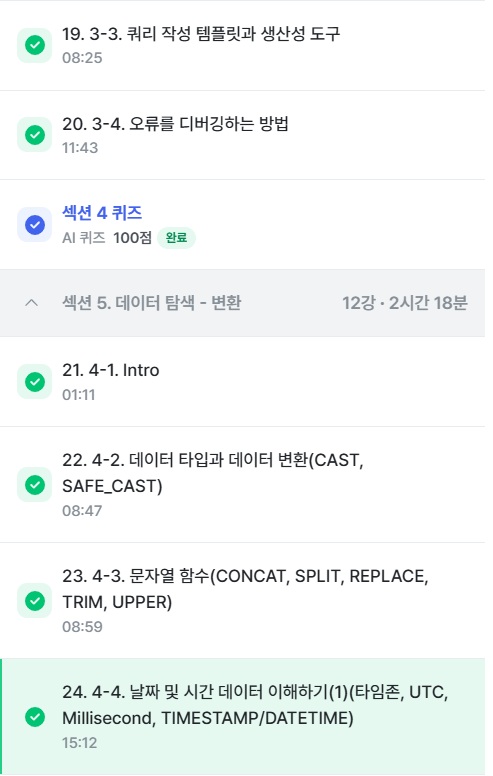 19. 3-3. 쿼리 작성 템플릿과 생산성 도구
08:25
20. 3-4. 오류를 디버깅하는 방법
11:43
섹션 4 퀴즈
AI 퀴즈 100점 완료
섹션 5. 데이터 탐색 - 변환 12강 • 2시간 18분
21. 4-1. Intro
01:11
22. 4-2. 데이터 타입과 데이터 변환(CAST,
SAFE_CAST)
08:47
23. 4-3. 문자열 함수(CONCAT, SPLIT, REPLACE,
TRIM, UPPER)
08:59
24. 4-4. 날짜 및 시간 데이터 이해하기(1)(타임존, UTC,
Millisecond, TIMESTAMP/DATETIME)
15:12